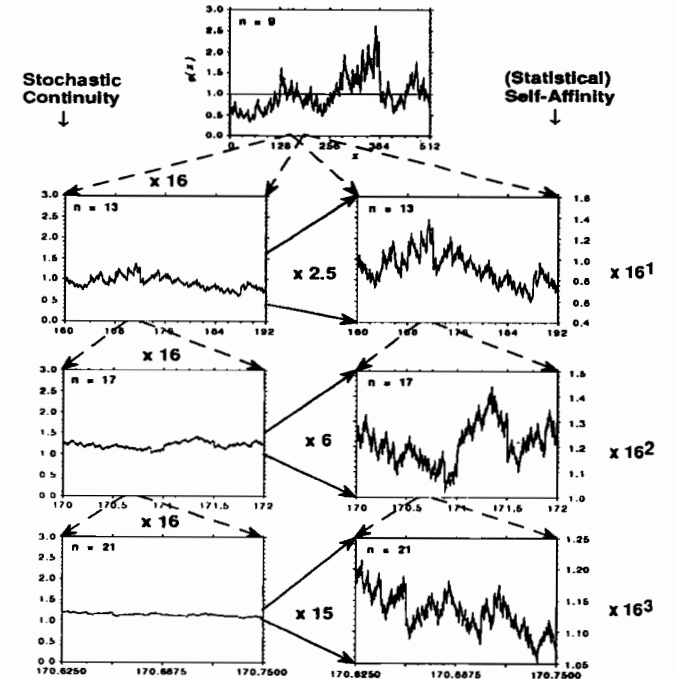 3.0
2.5
2.0
1.5
1.0
0.5
0.0
n = 9
φ(x)
0 128 256 384 512
x
Stochastic
Continuity
↓
(Statistical)
Self-Affinity
↓
x 16
3.0
2.5
2.0
1.5
1.0
0.5
0.0
n = 13
160 168 176 184 192
x 2.5
n = 13
1.6
1.4
1.2
1.0
0.8
0.6
0.4
160 168 176 184 192
x 16¹
x 16
3.0
2.5
2.0
1.5
1.0
0.5
0.0
n = 17
170 170.5 171 171.5 172
x 6
n = 17
1.5
1.4
1.3
1.2
1.1
1.0
170 170.5 171 171.5 172
x 16²
x 16
3.0
2.5
2.0
1.5
1.0
0.5
0.0
n = 21
170.6250 170.6875 170.7500
x 15
n = 21
1.25
1.20
1.15
1.10
1.05
170.6250 170.6875 170.7500
x 16³